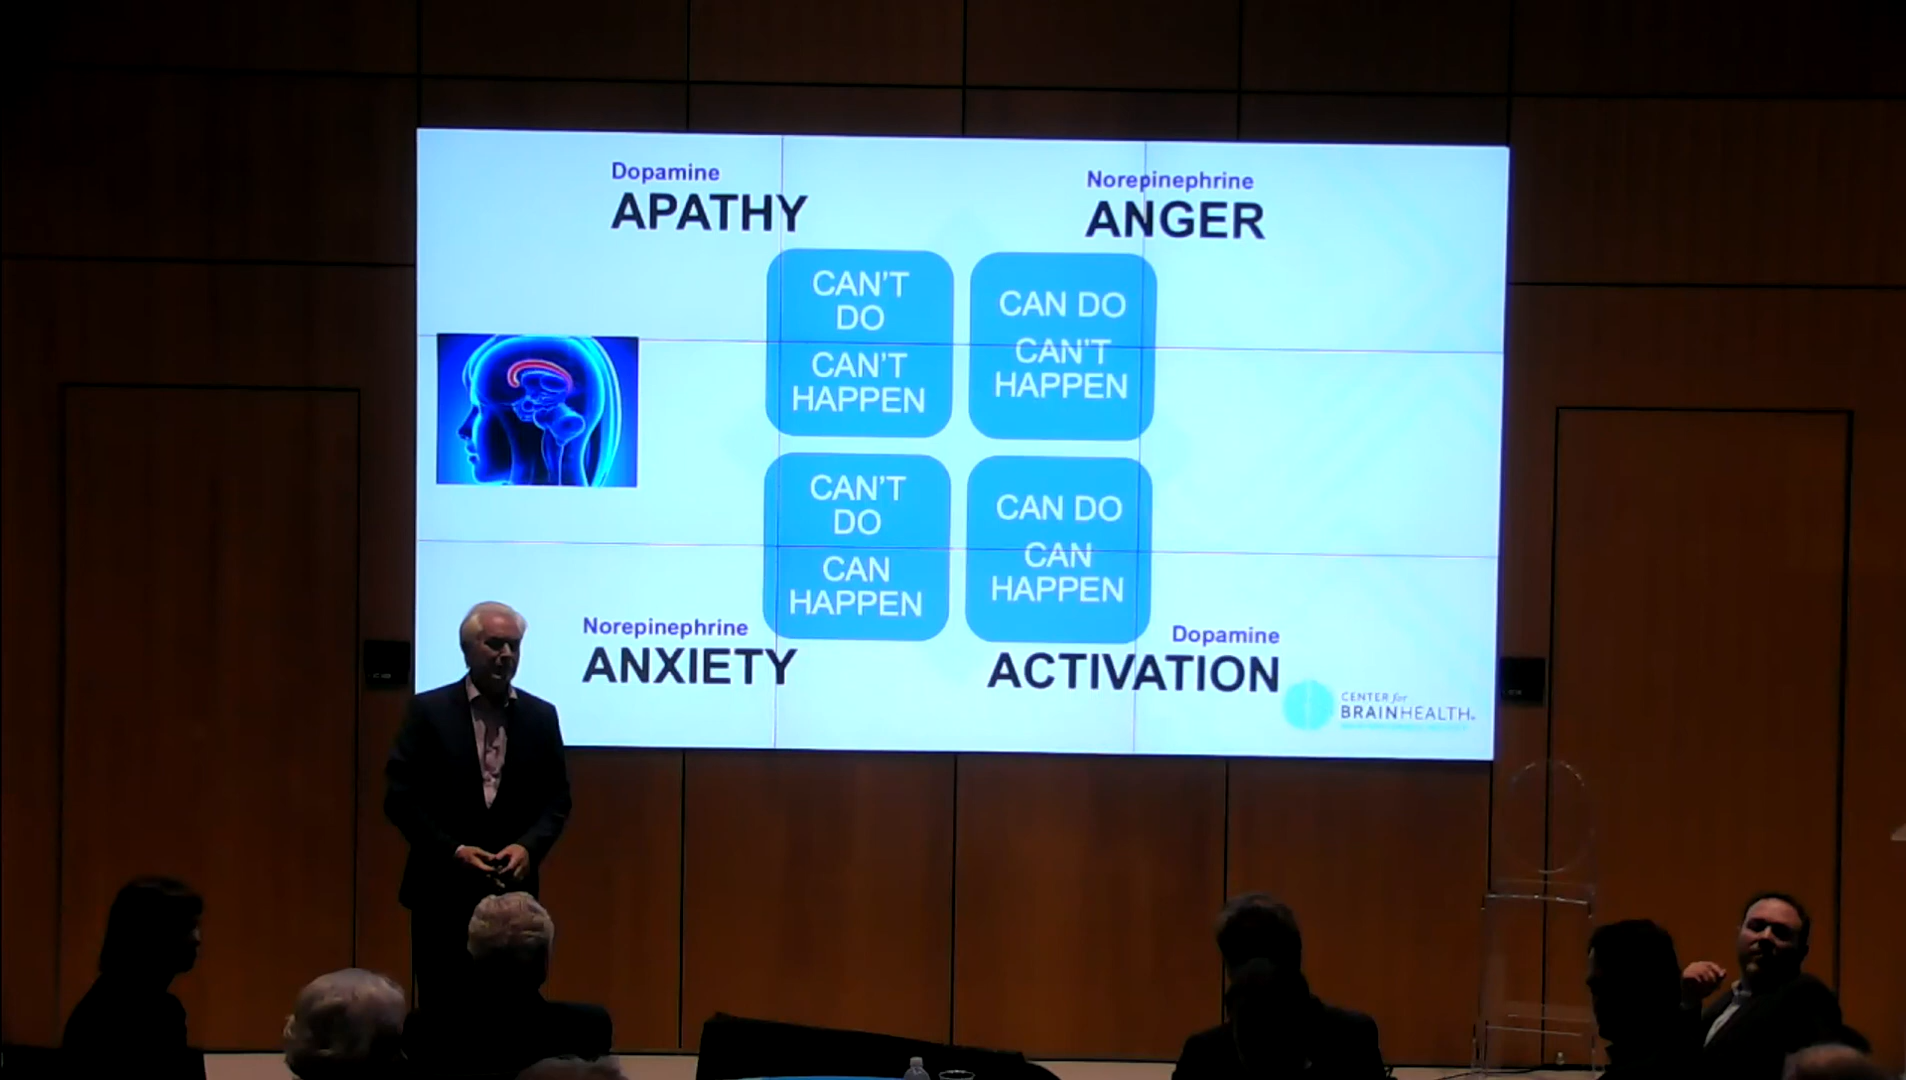 Dopamine
APATHY
Norepinephrine
ANGER
CAN'T
DO
CAN'T
HAPPEN
CAN DO
CAN'T
HAPPEN
CAN'T
DO
CAN
HAPPEN
CAN DO
CAN
HAPPEN
Norepinephrine
ANXIETY
Dopamine
ACTIVATION
CENTER for
BRAINHEALTH